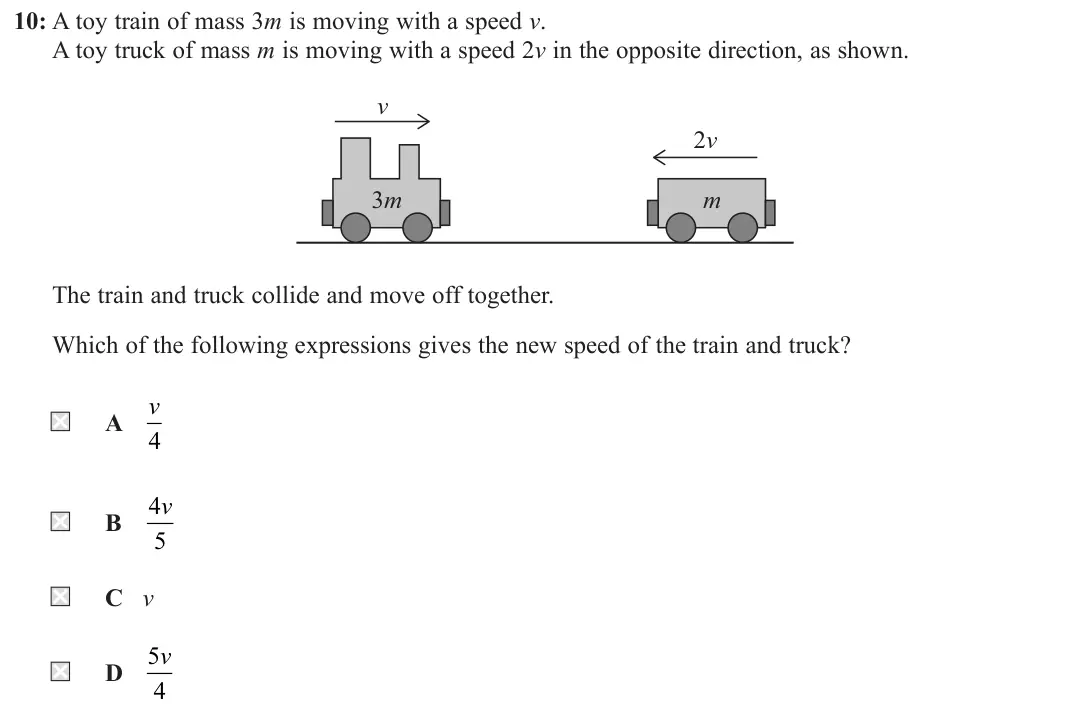 10: A toy train of mass 3m is moving with a speed v.
A toy truck of mass m is moving with a speed 2v in the opposite direction, as shown.
v
2v
3m
m
The train and truck collide and move off together.
Which of the following expressions gives the new speed of the train and truck?
A v/4
B 4v/5
C v
D 5v/4